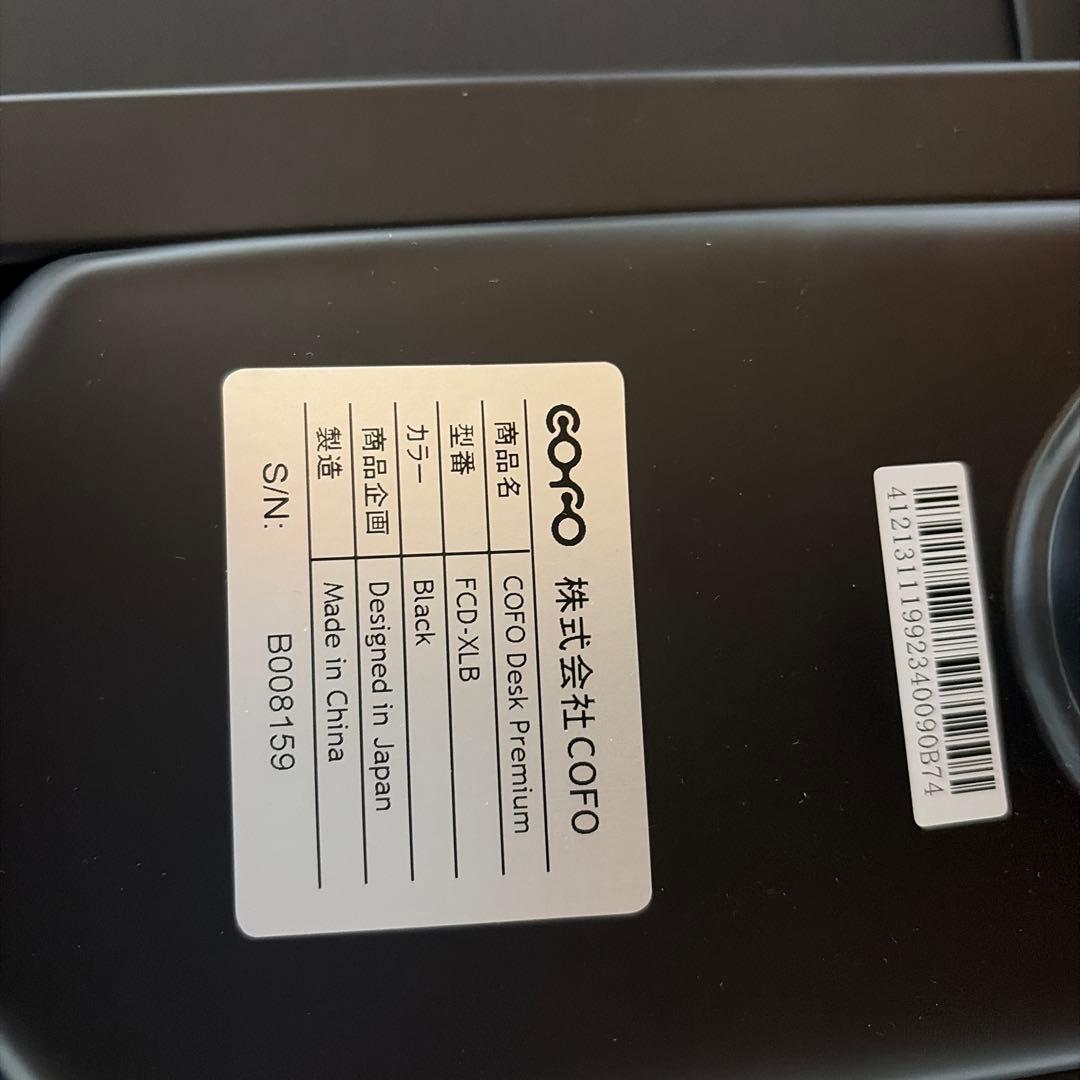 COFO 株式会社COFO
商品名 COFO Desk Premium
型番 FCD-XLB
カラー Black
商品企画 Designed in Japan
製造 Made in China
S/N: B008159
41213111992340090B74